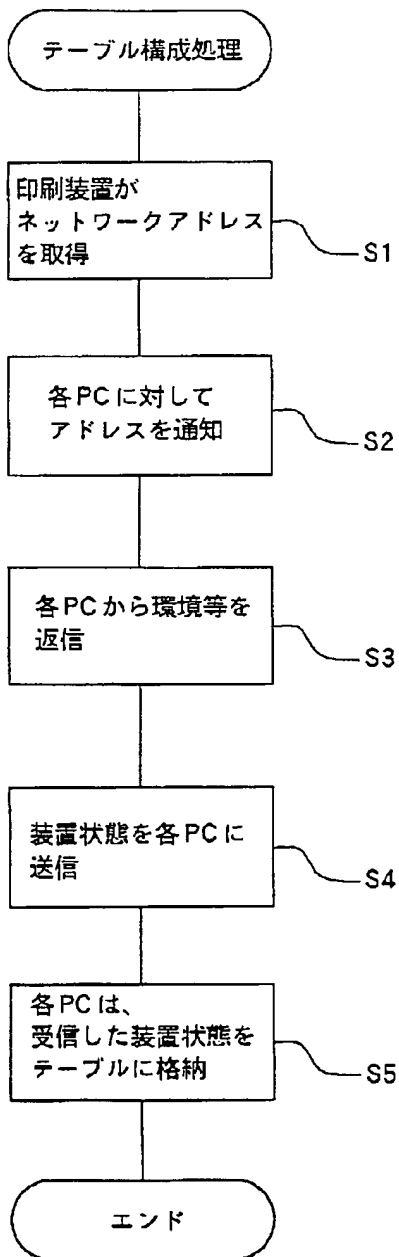 テーブル構成処理
印刷装置が
ネットワークアドレス
を取得
S1
各PCに対して
アドレスを通知
S2
各PCから環境等を
返信
S3
装置状態を各PCに
送信
S4
各PCは、
受信した装置状態を
テーブルに格納
S5
エンド